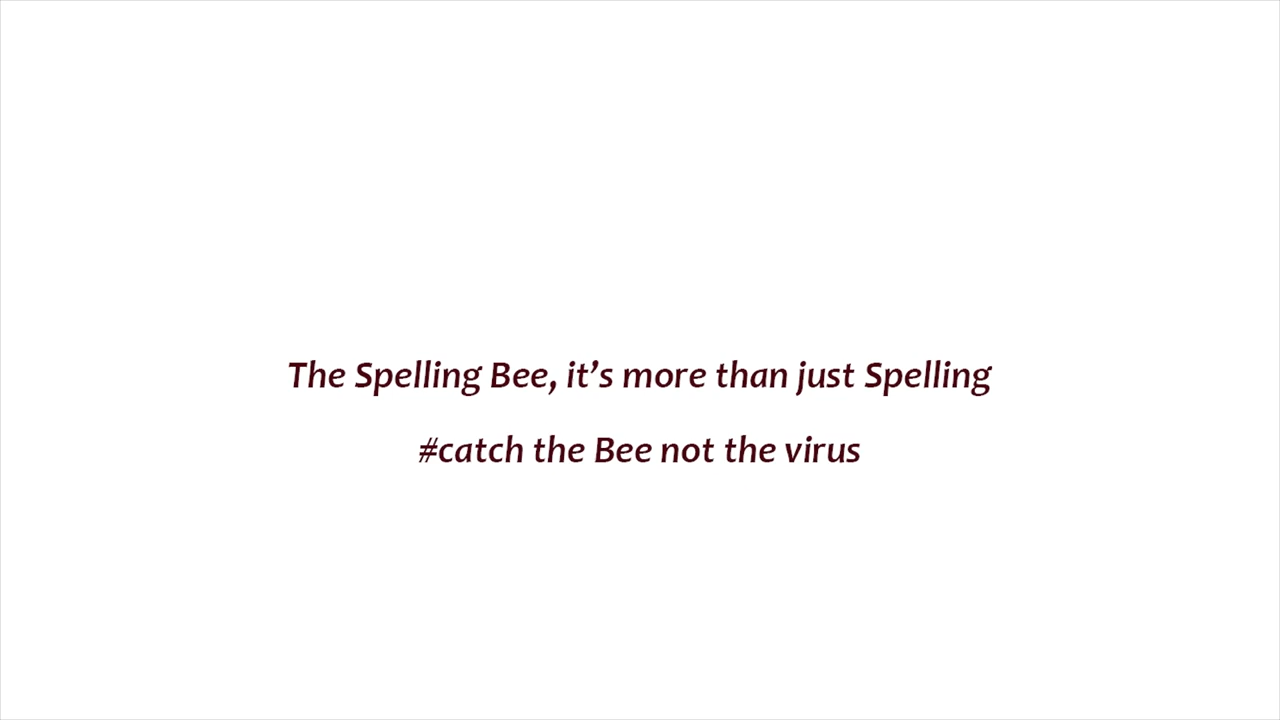 The Spelling Bee, it’s more than just Spelling
#catch the Bee not the virus